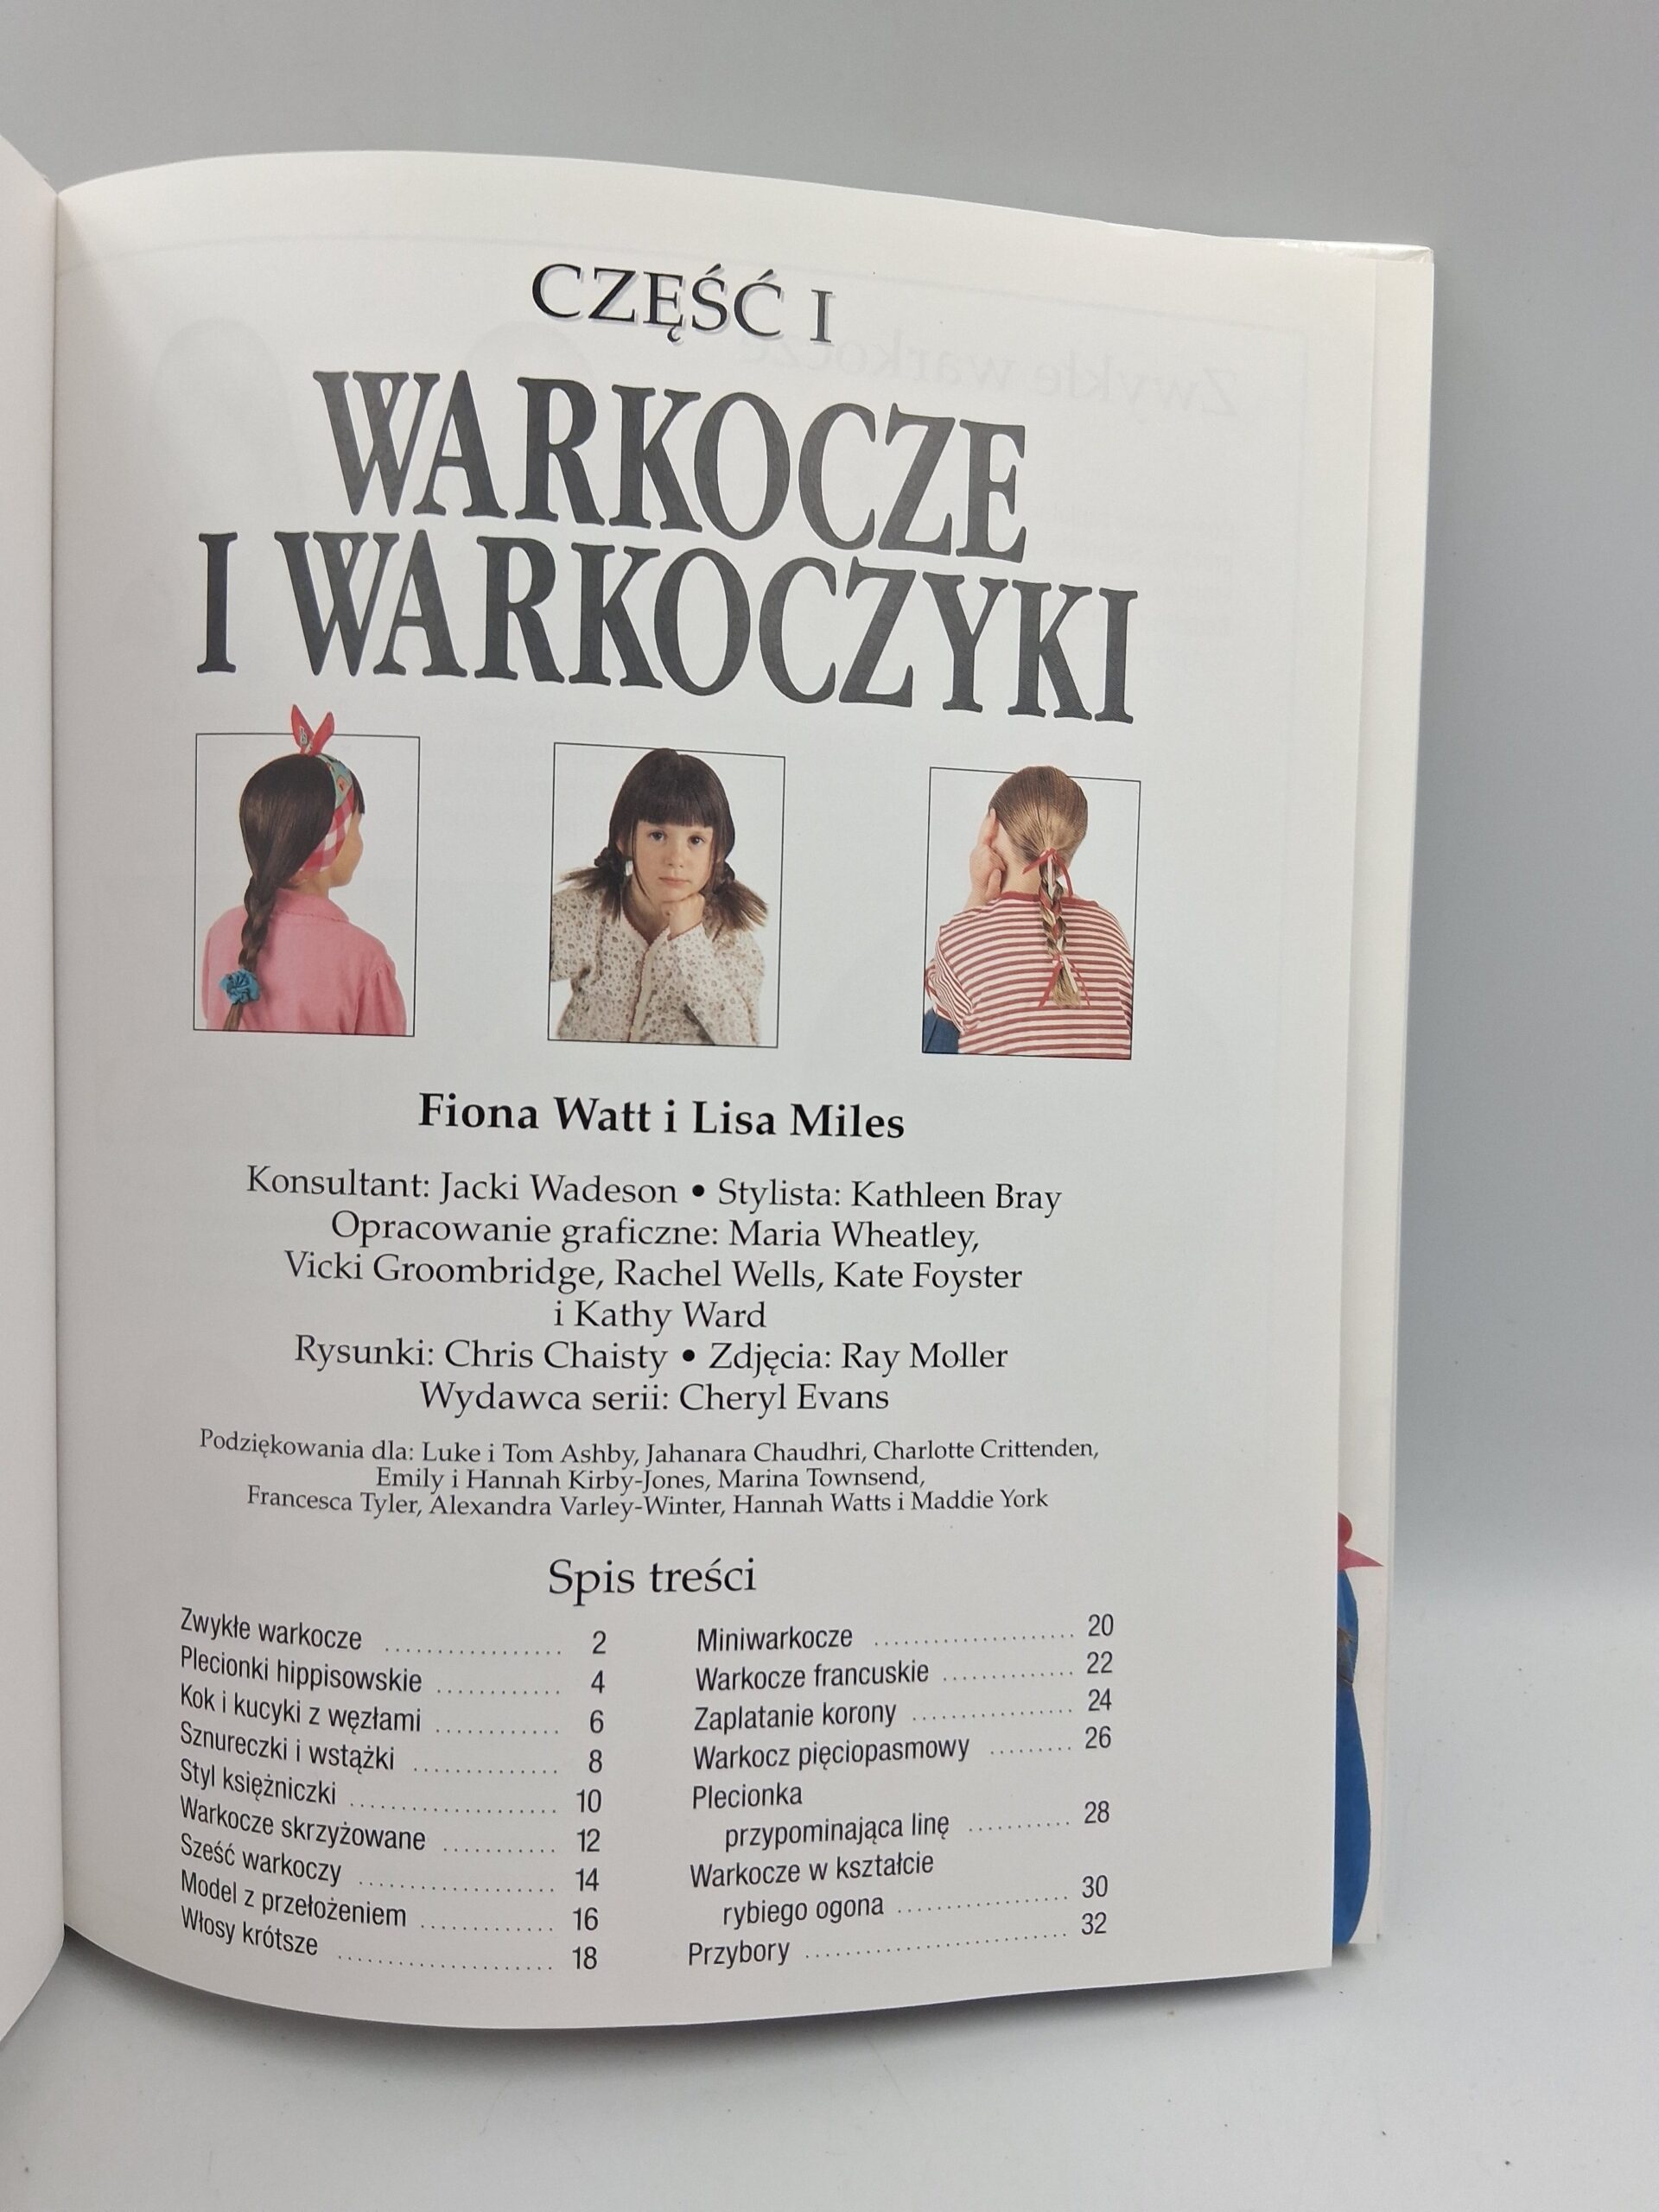 CZĘŚĆ I
WARKOCZE
I WARKOCZYKI
Fiona Watt i Lisa Miles
Konsultant: Jacki Wadeson • Stylista: Kathleen Bray
Opracowanie graficzne: Maria Wheatley,
Vicki Groombridge, Rachel Wells, Kate Foyster
i Kathy Ward
Rysunki: Chris Chaisty • Zdjęcia: Ray Moller
Wydawca serii: Cheryl Evans
Podziękowania dla: Luke i Tom Ashby, Jahanara Chaudhri, Charlotte Crittenden,
Emily i Hannah Kirby-Jones, Marina Townsend,
Francesca Tyler, Alexandra Varley-Winter, Hannah Watts i Maddie York
Spis treści
Zwykłe warkocze .................. 2
Plecionki hippisowskie ............ 4
Kok i kucyki z węzłami ............ 6
Sznureczki i wstążki .............. 8
Styl księżniczki ..................... 10
Warkocze skrzyżowane ........... 12
Sześć warkoczy .................... 14
Model z przełożeniem ............. 16
Włosy krótsze ...................... 18
Miniwarkocze ..................... 20
Warkocze francuskie ............. 22
Zaplatanie korony ................ 24
Warkocz pięciopasmowy ......... 26
Plecionka
przypominająca linę ........... 28
Warkocze w kształcie
rybiego ogona .................. 30
Przybory .......................... 32
Zwykłe warkocze